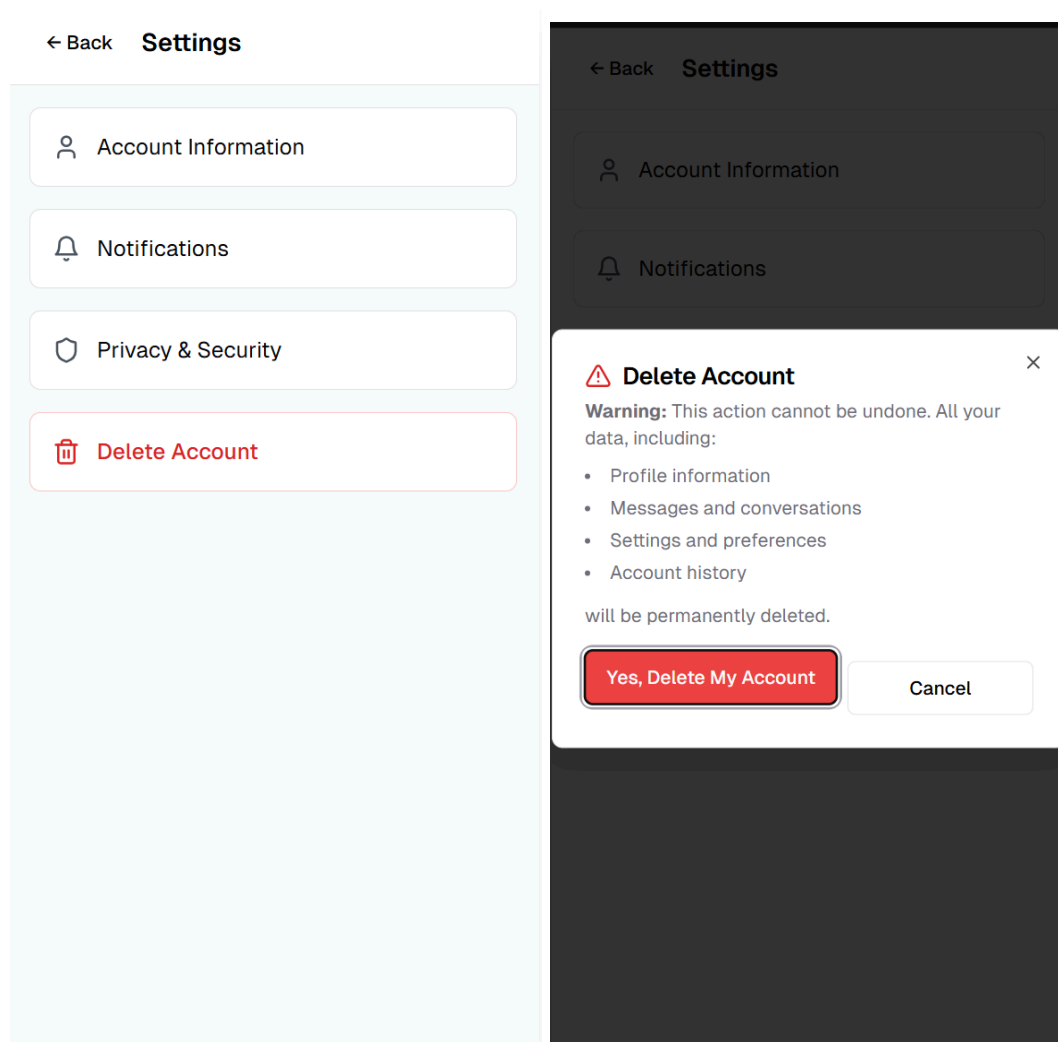 ← Back Settings
Account Information
Notifications
Privacy & Security
Delete Account
← Back Settings
Account Information
Notifications
Delete Account
Warning: This action cannot be undone. All your
data, including:
• Profile information
• Messages and conversations
• Settings and preferences
• Account history
will be permanently deleted.
Yes, Delete My Account
Cancel